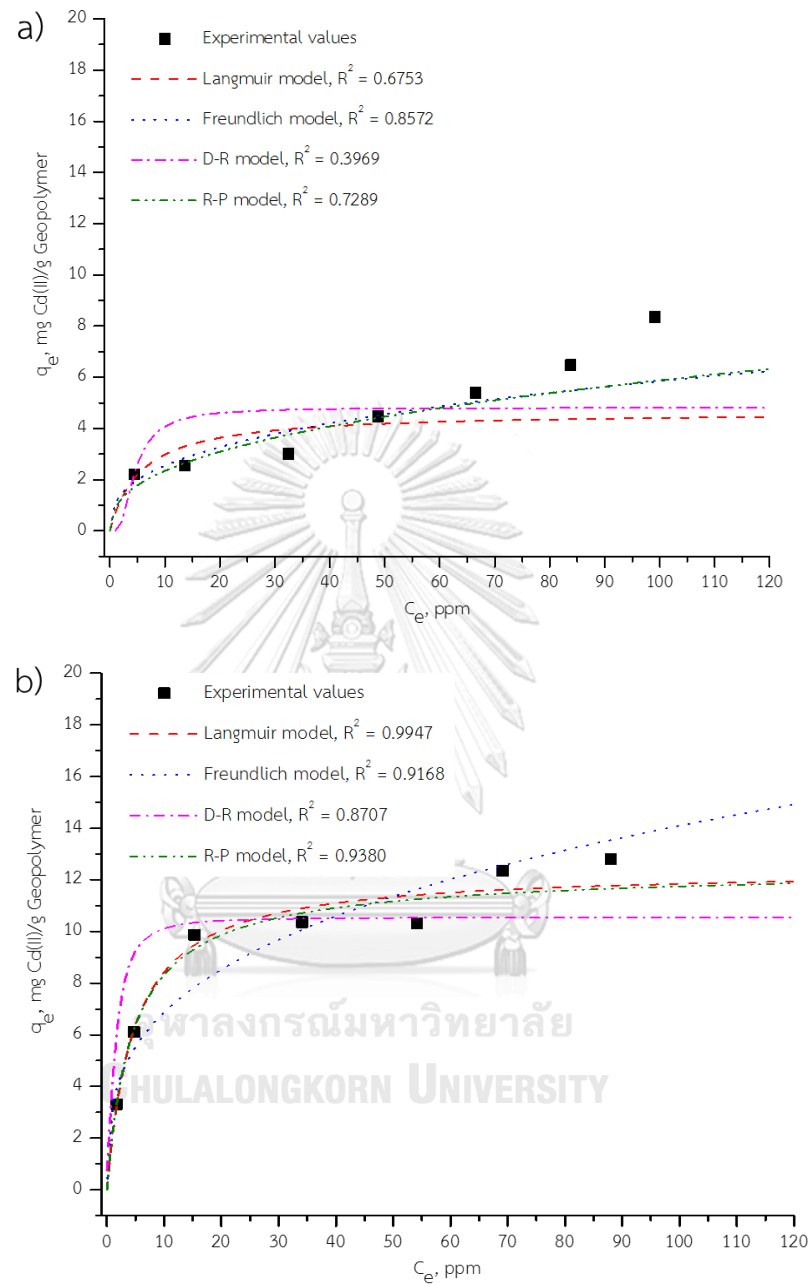 a)
20
18
16
14
12
10
8
6
4
2
0
qe, mg Cd(II)/g Geopolymer
Experimental values
Langmuir model, R² = 0.6753
Freundlich model, R² = 0.8572
D-R model, R² = 0.3969
R-P model, R² = 0.7289
0 10 20 30 40 50 60 70 80 90 100 110 120
Ce, ppm
b)
20
18
16
14
12
10
8
6
4
2
0
qe, mg Cd(II)/g Geopolymer
Experimental values
Langmuir model, R² = 0.9947
Freundlich model, R² = 0.9168
D-R model, R² = 0.8707
R-P model, R² = 0.9380
จุฬาลงกรณ์มหาวิทยาลัย
CHULALONGKORN UNIVERSITY
0 10 20 30 40 50 60 70 80 90 100 110 120
Ce, ppm